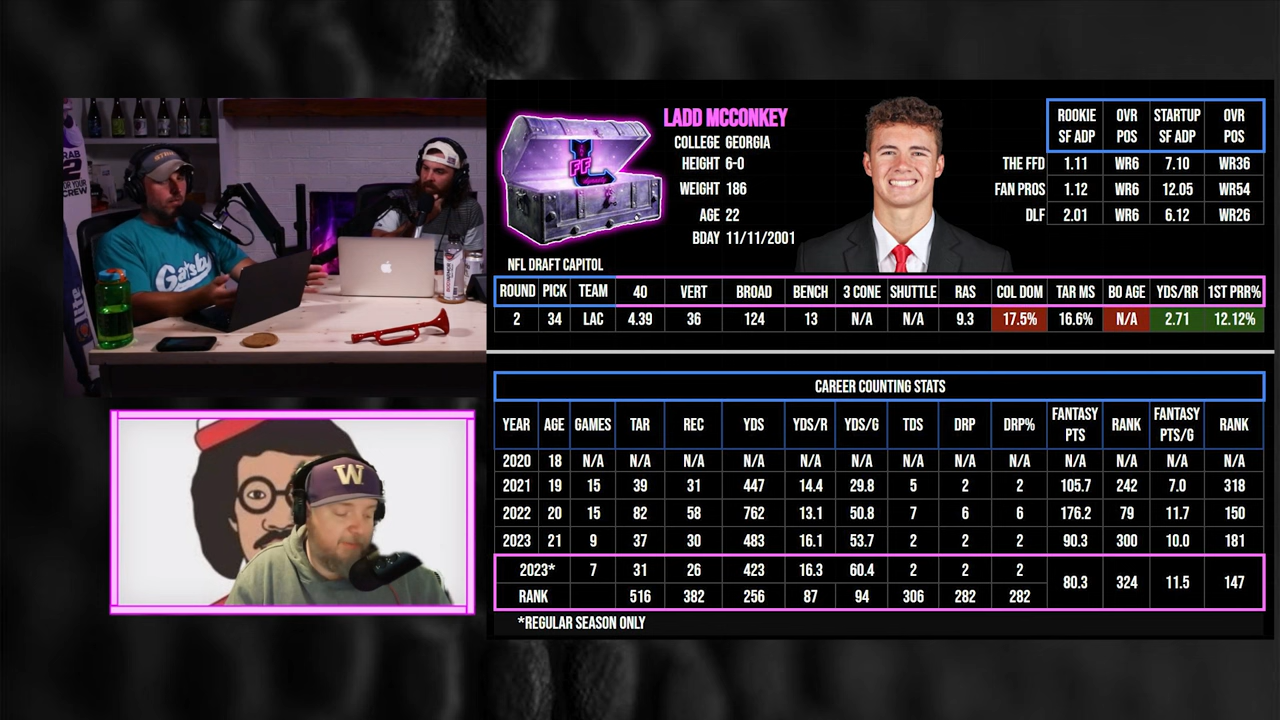 RAB
ASH YOUR
CREW
Gatsby
W
FF
LADD MCCONKEY
COLLEGE GEORGIA
HEIGHT 6-0
WEIGHT 186
AGE 22
BDAY 11/11/2001
ROOKIE SF ADP OVR POS STARTUP SF ADP OVR POS
THE FFD 1.11 WR6 7.10 WR36
FAN PROS 1.12 WR6 12.05 WR54
DLF 2.01 WR6 6.12 WR26
NFL DRAFT CAPITOL
ROUND PICK TEAM 40 VERT BROAD BENCH 3 CONE SHUTTLE RAS COL DOM TAR MS BO AGE YDS/RR 1ST PRR%
2 34 LAC 4.39 36 124 13 N/A N/A 9.3 17.5% 16.6% N/A 2.71 12.12%
CAREER COUNTING STATS
YEAR AGE GAMES TAR REC YDS YDS/R YDS/G TDS DRP DRP% FANTASY PTS RANK FANTASY PTS/G RANK
2020 18 N/A N/A N/A N/A N/A N/A N/A N/A N/A N/A N/A N/A N/A
2021 19 15 39 31 447 14.4 29.8 5 2 2 105.7 242 7.0 318
2022 20 15 82 58 762 13.1 50.8 7 6 6 176.2 79 11.7 150
2023 21 9 37 30 483 16.1 53.7 2 2 2 90.3 300 10.0 181
2023* 7 31 26 423 16.3 60.4 2 2 2 80.3 324 11.5 147
RANK 516 382 256 87 94 306 282 282
*REGULAR SEASON ONLY